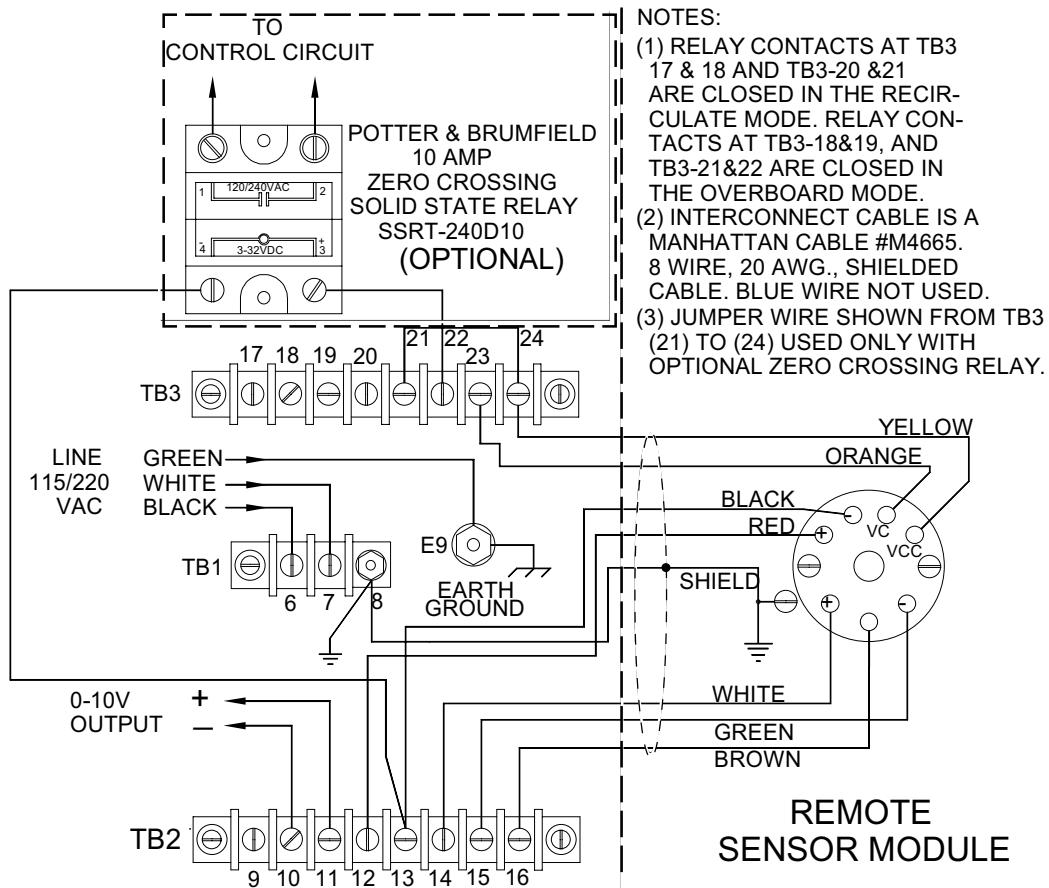 TO
CONTROL CIRCUIT
POTTER & BRUMFIELD
10 AMP
ZERO CROSSING
SOLID STATE RELAY
SSRT-240D10
(OPTIONAL)
1 120/240VAC 2
- +
4 3-32VDC 3
NOTES:
(1) RELAY CONTACTS AT TB3
17 & 18 AND TB3-20 &21
ARE CLOSED IN THE RECIR-
CULATE MODE. RELAY CON-
TACTS AT TB3-18&19, AND
TB3-21&22 ARE CLOSED IN
THE OVERBOARD MODE.
(2) INTERCONNECT CABLE IS A
MANHATTAN CABLE #M4665.
8 WIRE, 20 AWG., SHIELDED
CABLE. BLUE WIRE NOT USED.
(3) JUMPER WIRE SHOWN FROM TB3
(21) TO (24) USED ONLY WITH
OPTIONAL ZERO CROSSING RELAY.
17 18 19 20 21 22 23 24
TB3
LINE
115/220
VAC
GREEN
WHITE
BLACK
E9
EARTH
GROUND
TB1
6 7 8
YELLOW
ORANGE
BLACK
RED
VC
VCC
+
SHIELD
+ -
WHITE
GREEN
BROWN
0-10V
OUTPUT
+
–
TB2
9 10 11 12 13 14 15 16
REMOTE
SENSOR MODULE